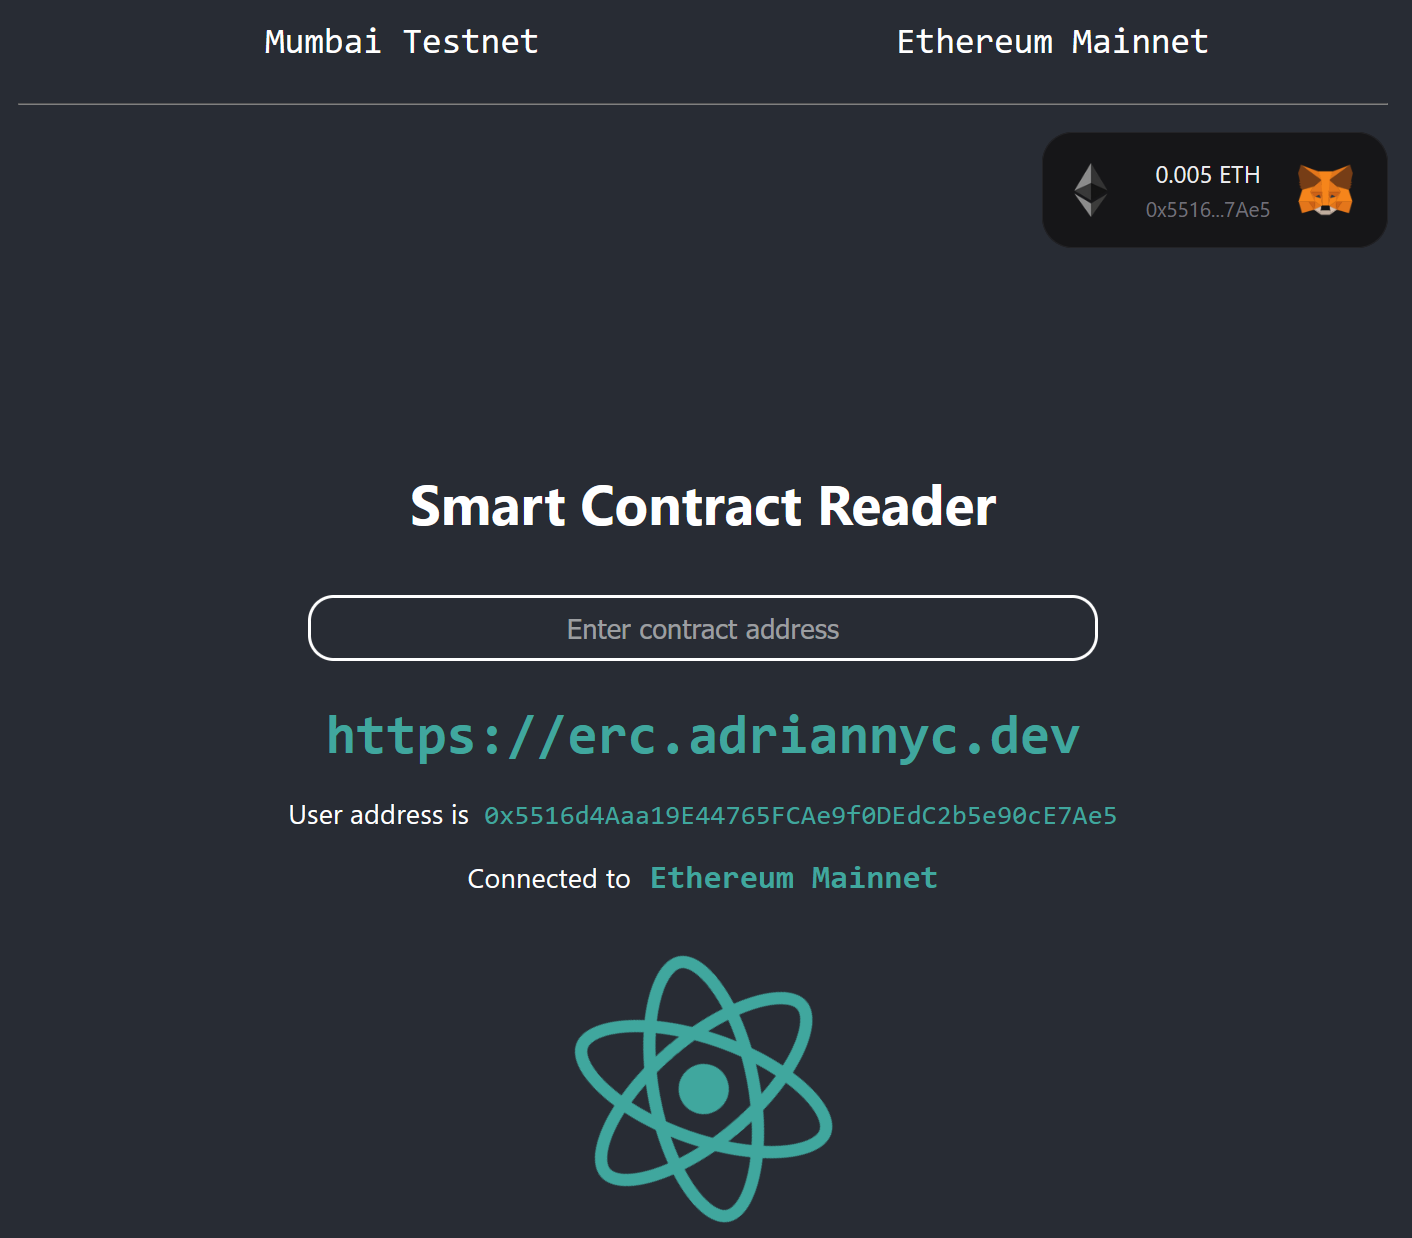 Mumbai Testnet
Ethereum Mainnet
0.005 ETH
0x5516...7Ae5
Smart Contract Reader
Enter contract address
https://erc.adriannyc.dev
User address is 0x5516d4Aaa19E44765FCAe9f0DEdC2b5e90cE7Ae5
Connected to Ethereum Mainnet